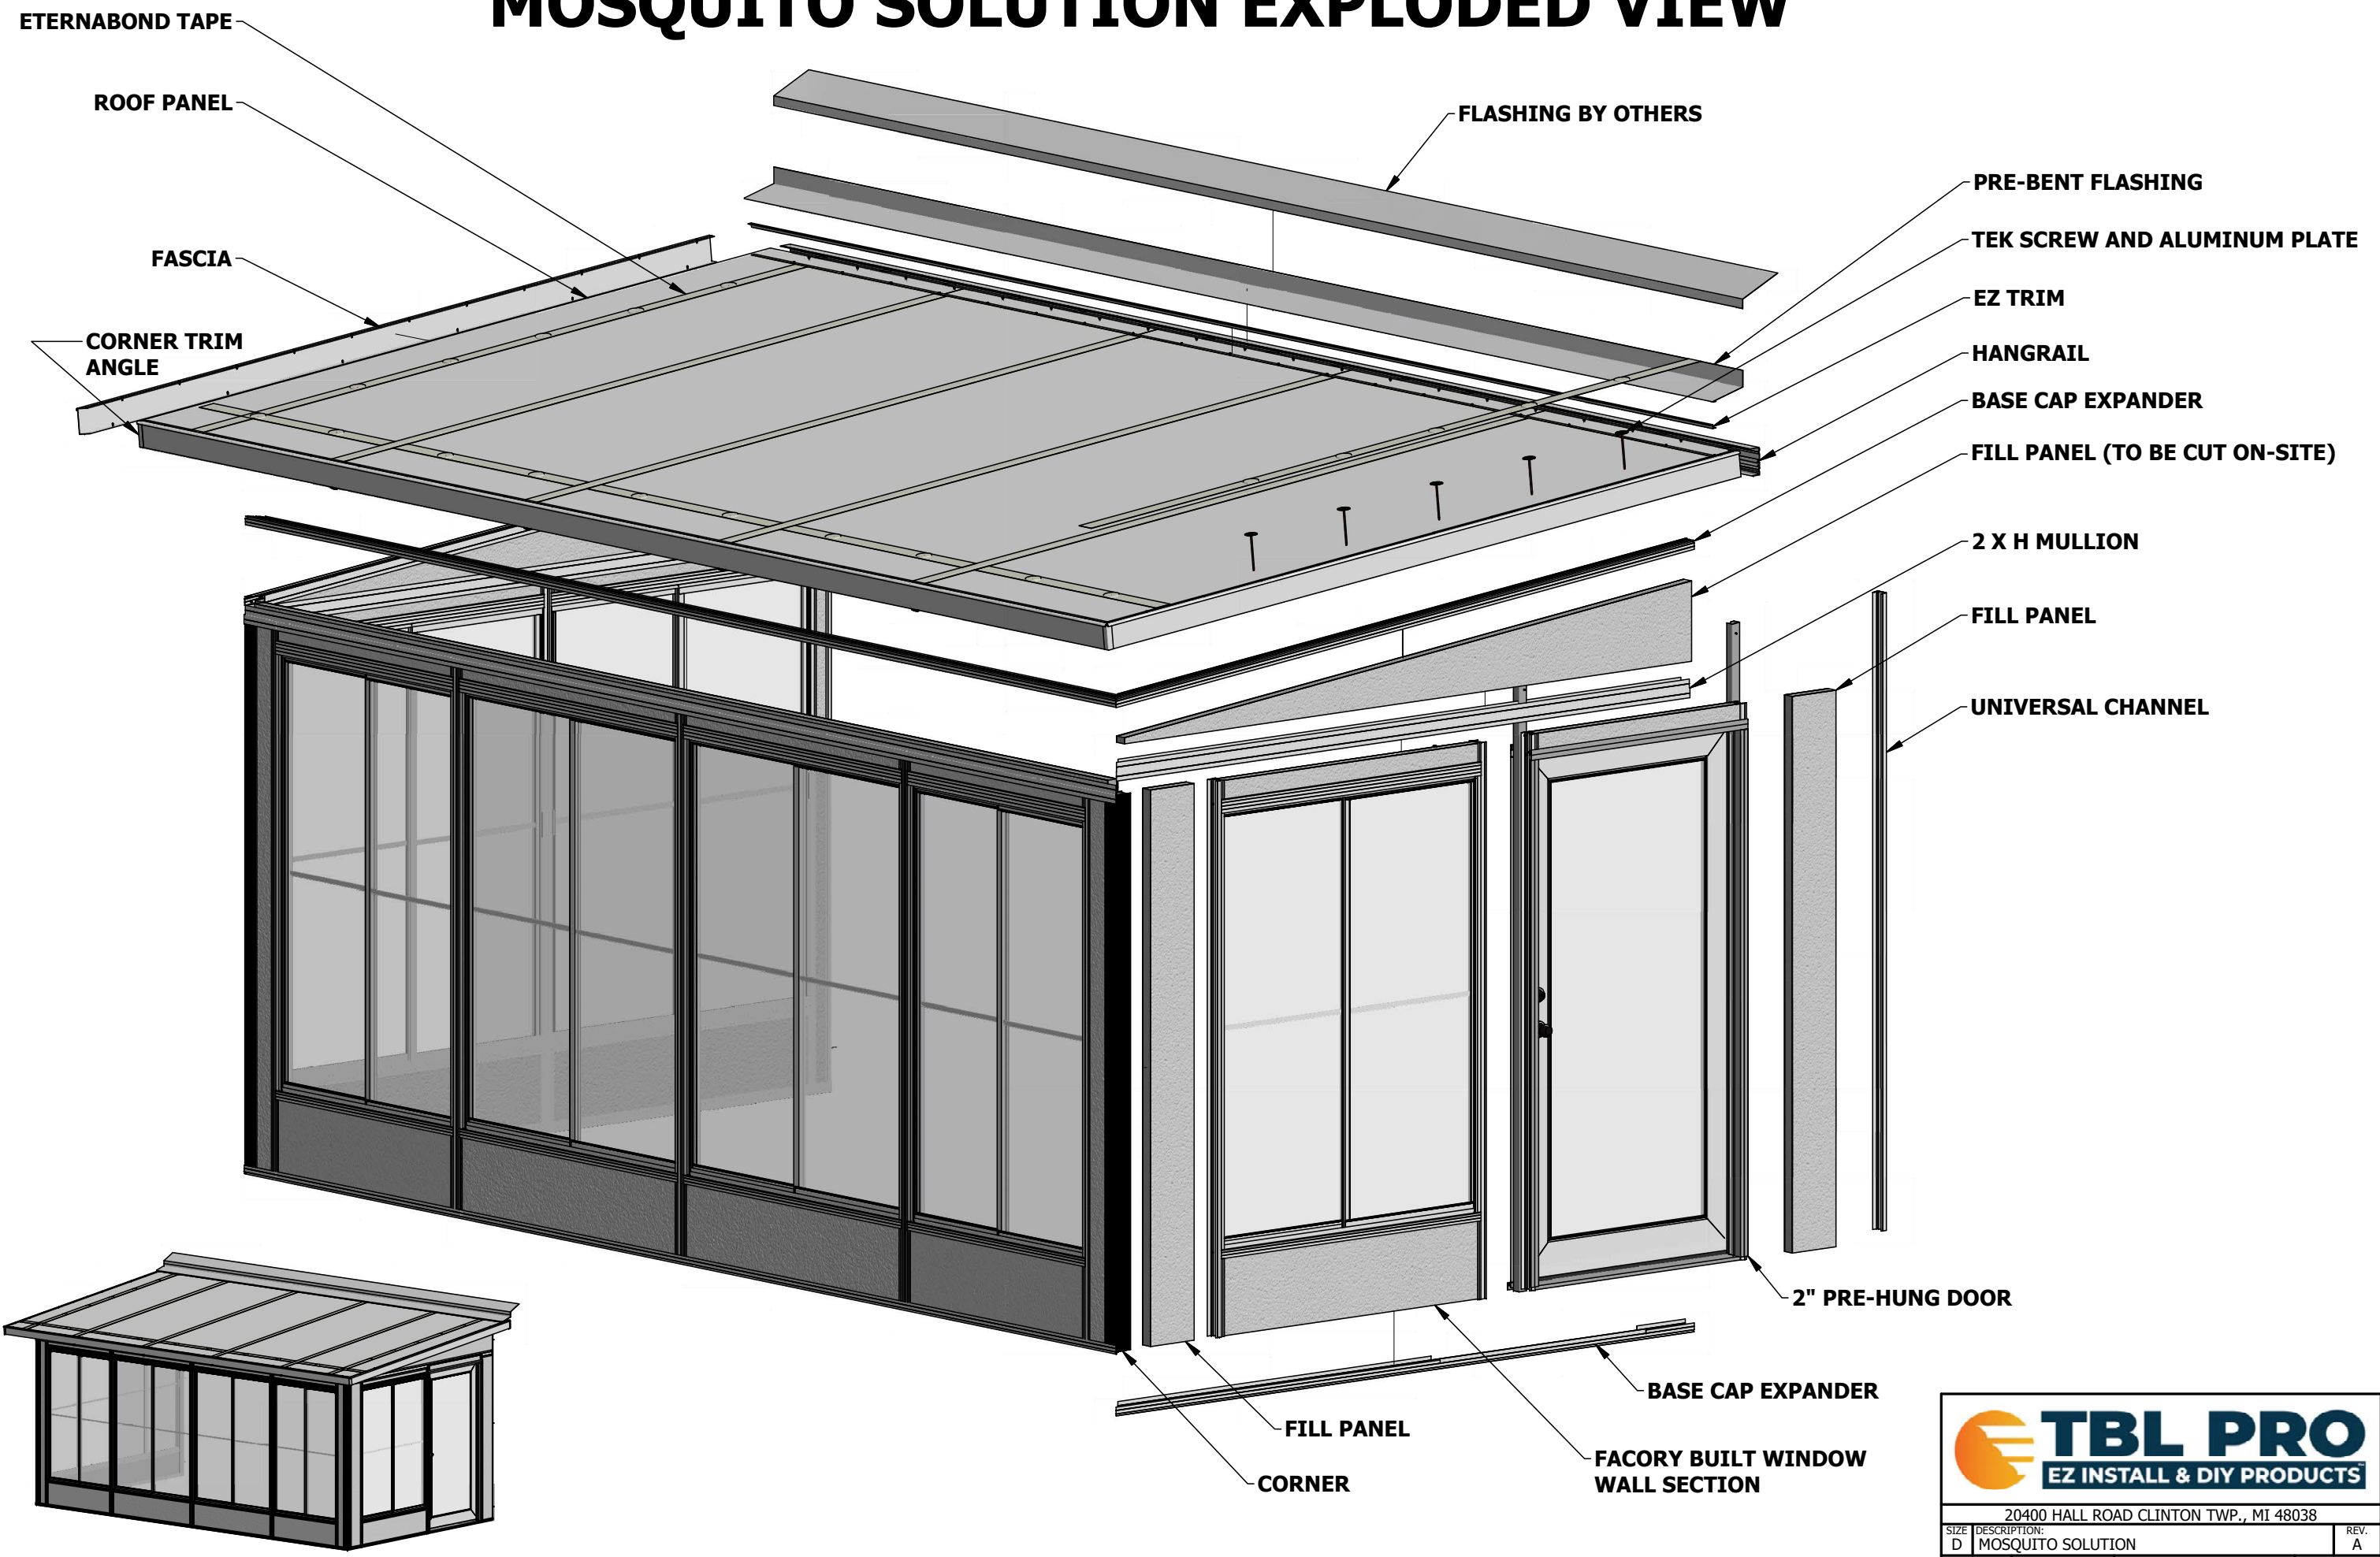 MOSQUITO SOLUTION EXPLODED VIEW
ETERNABOND TAPE
ROOF PANEL
FASCIA
CORNER TRIM
ANGLE
FLASHING BY OTHERS
PRE-BENT FLASHING
TEK SCREW AND ALUMINUM PLATE
EZ TRIM
HANGRAIL
BASE CAP EXPANDER
FILL PANEL (TO BE CUT ON-SITE)
2 X H MULLION
FILL PANEL
UNIVERSAL CHANNEL
2" PRE-HUNG DOOR
BASE CAP EXPANDER
FILL PANEL
FACORY BUILT WINDOW
WALL SECTION
CORNER
TBL PRO
EZ INSTALL & DIY PRODUCTS
20400 HALL ROAD CLINTON TWP., MI 48038
SIZE DESCRIPTION: REV.
D MOSQUITO SOLUTION A